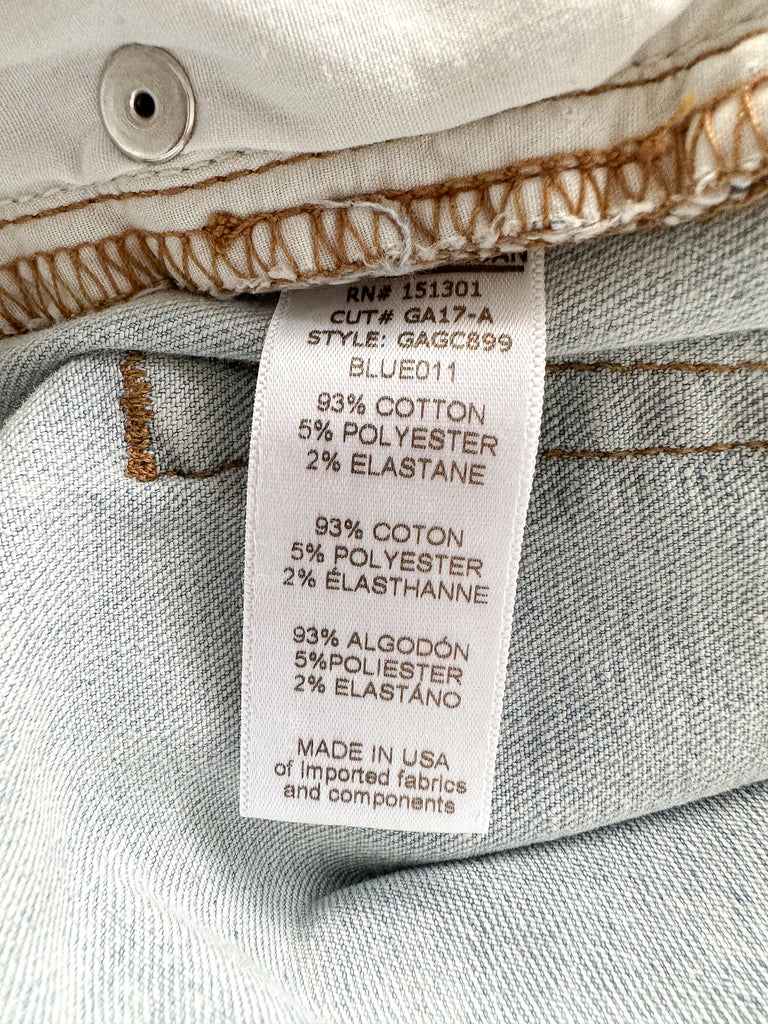 RN# 151301
CUT# GA17-A
STYLE: GAGC899
BLUE011
93% COTTON
5% POLYESTER
2% ELASTANE
93% COTON
5% POLYESTER
2% ÉLASTHANNE
93% ALGODÓN
5%POLIESTER
2% ELASTÁNO
MADE IN USA
of imported fabrics
and components